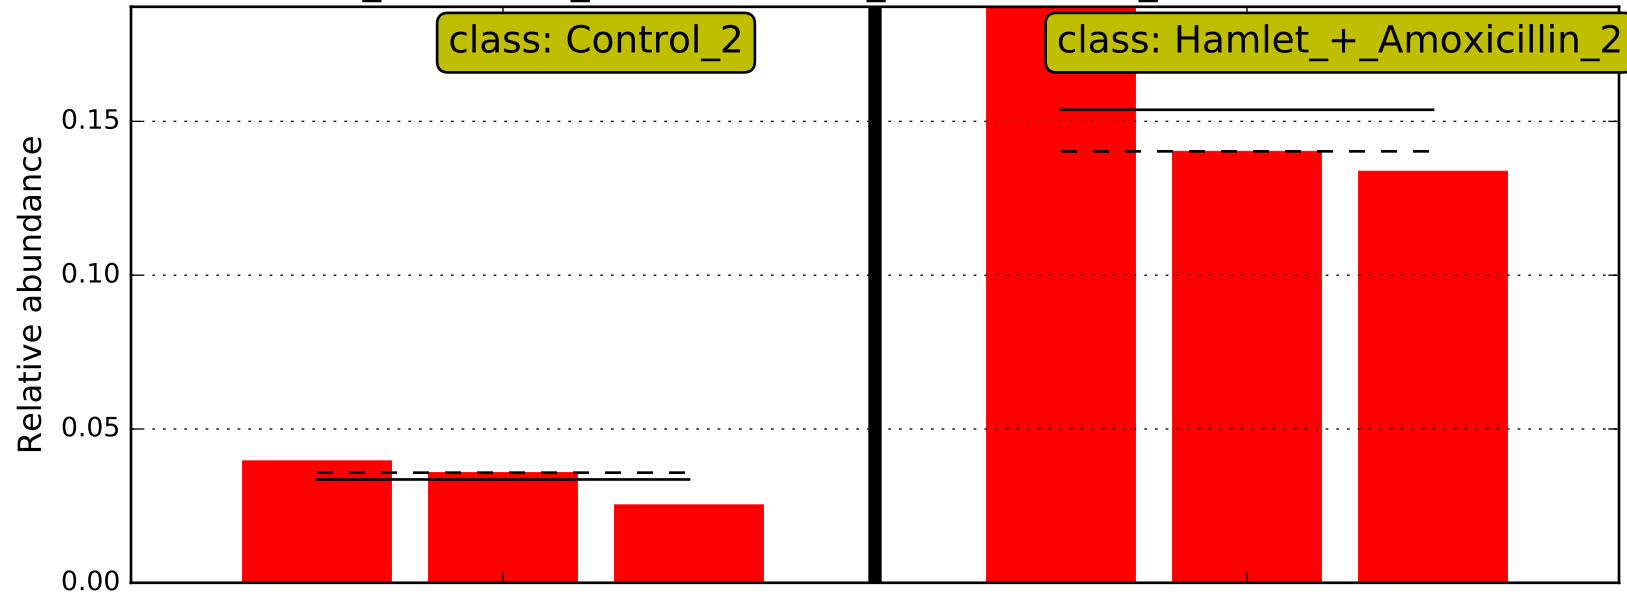 class: Control_2
class: Hamlet_+_Amoxicillin_2
Relative abundance
0.15
0.10
0.05
0.00